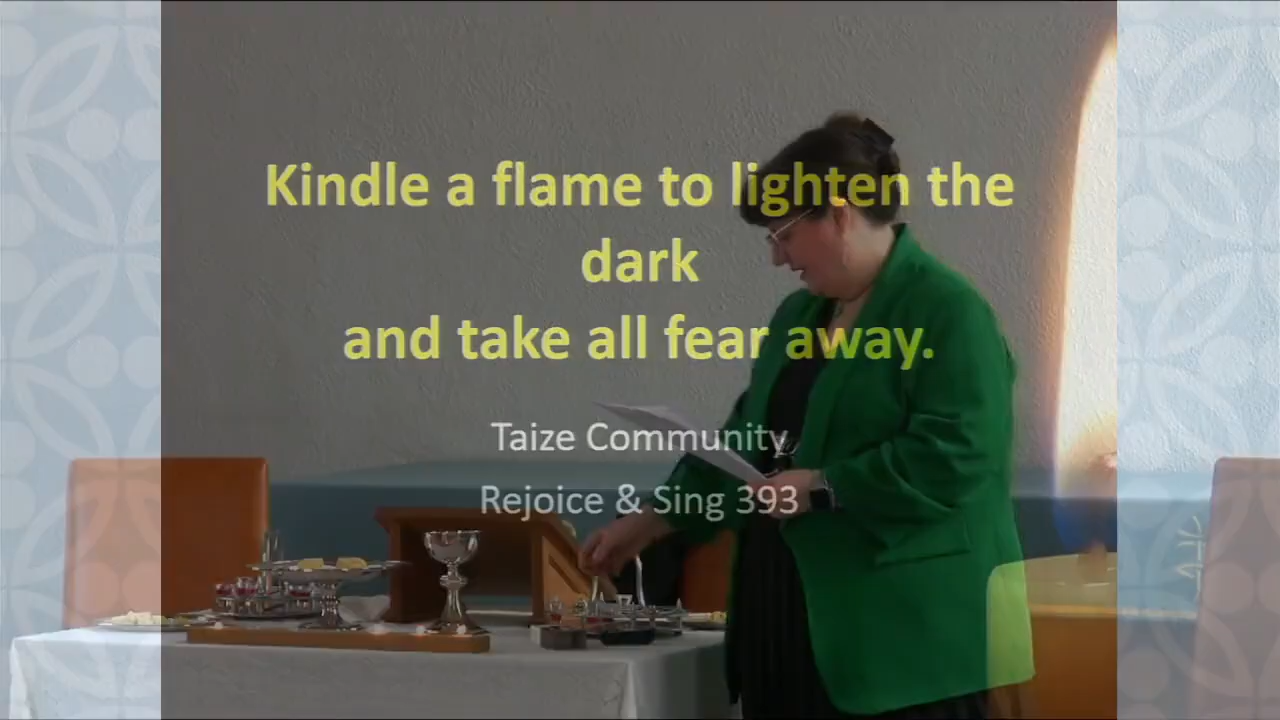 Kindle a flame to lighten the
dark
and take all fear away.
Taize Community
Rejoice & Sing 393